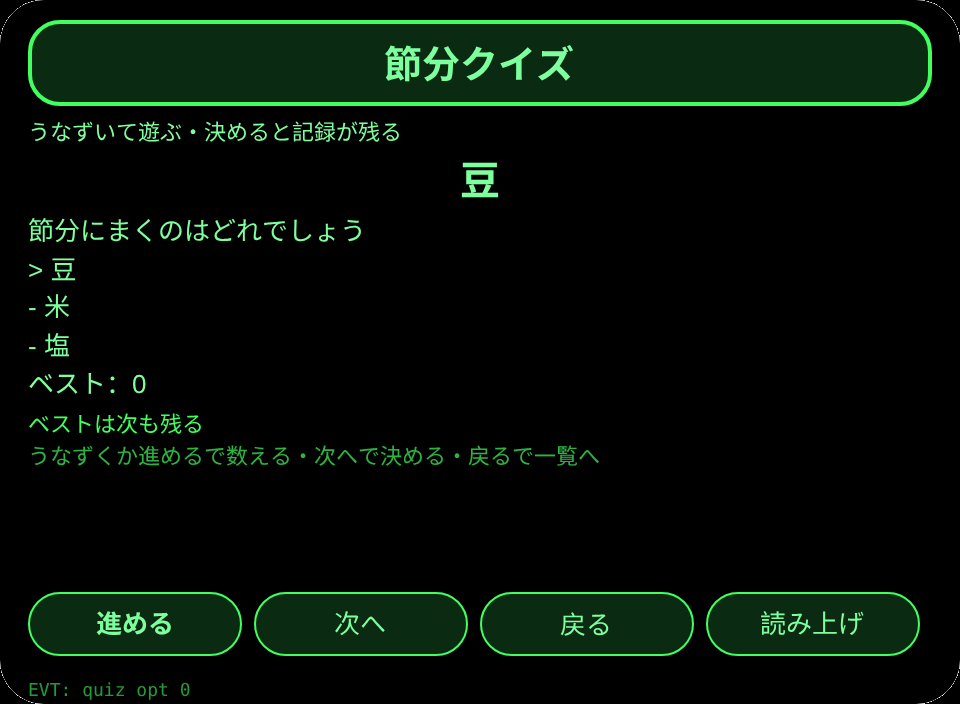 節分クイズ
うなずいて遊ぶ・決めると記録が残る
豆
節分にまくのはどれでしょう
> 豆
- 米
- 塩
ベスト: 0
ベストは次も残る
うなずくか進めるで数える・次へで決める・戻るで一覧へ
進める
次へ
戻る
読み上げ
EVT: quiz opt 0